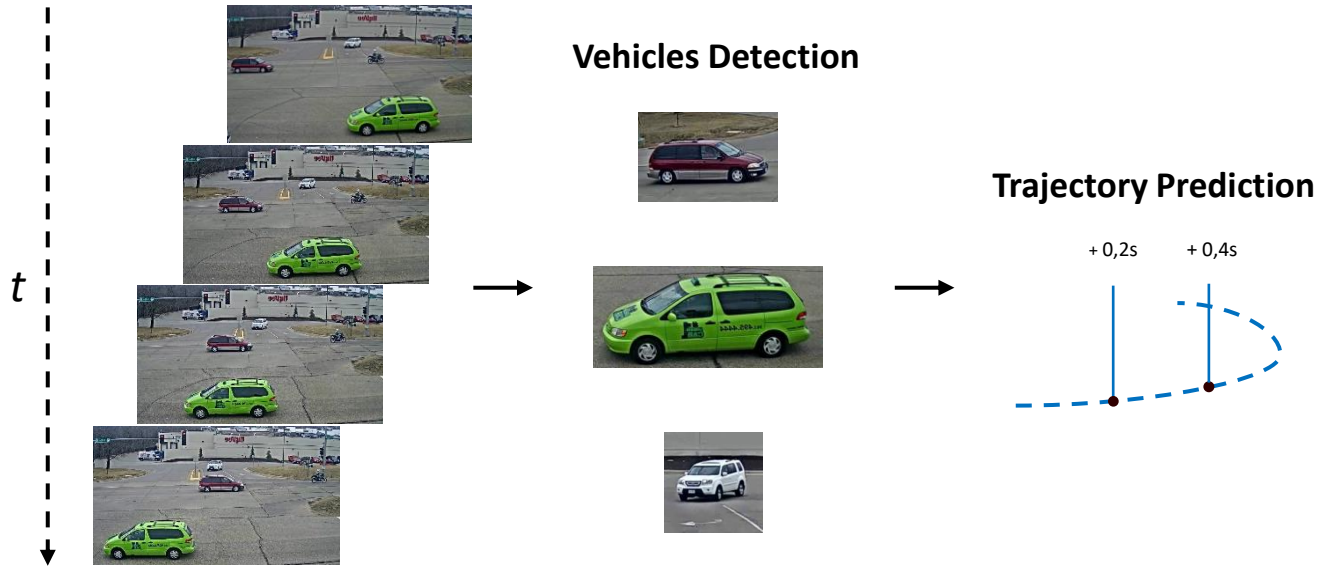 Vehicles Detection
Trajectory Prediction
+ 0,2s
+ 0,4s
t